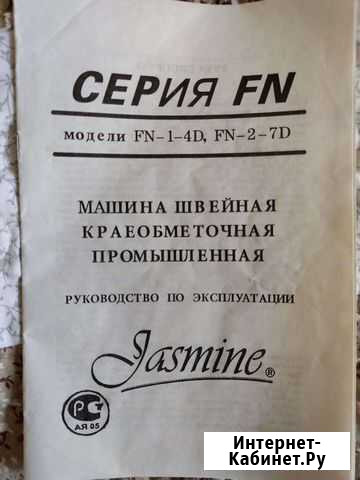 СЕРИЯ FN
модели FN-1-4D, FN-2-7D
МАШИНА ШВЕЙНАЯ
КРАЕОБМЕТОЧНАЯ
ПРОМЫШЛЕННАЯ
РУКОВОДСТВО ПО ЭКСПЛУАТАЦИИ
Jasmine ®
АЯ 05
Интернет-
Кабинет.Ру